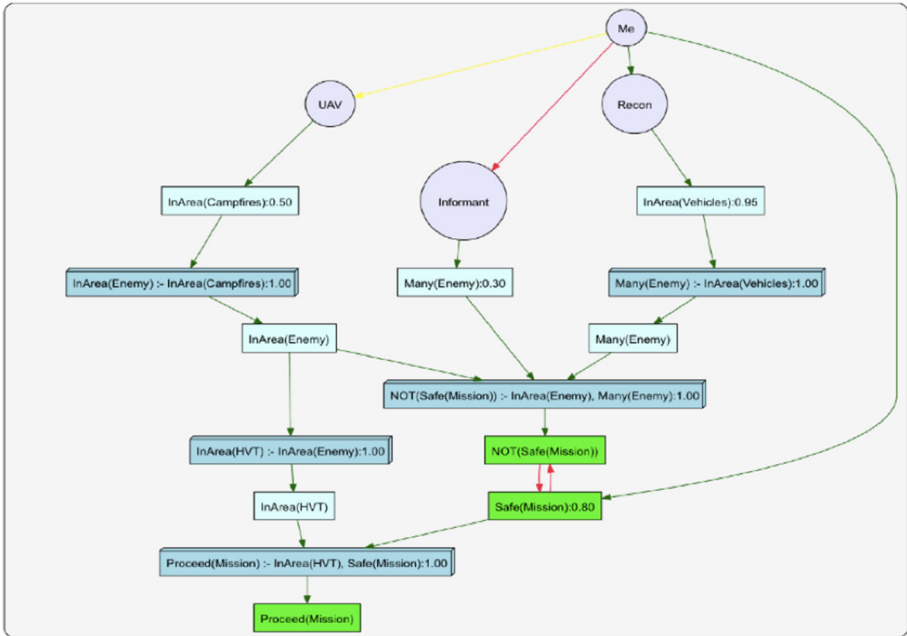 Me
UAV
Recon
Informant
InArea(Campfires):0.50
InArea(Vehicles):0.95
InArea(Enemy) :- InArea(Campfires):1.00
Many(Enemy):0.30
Many(Enemy) :- InArea(Vehicles):1.00
InArea(Enemy)
Many(Enemy)
NOT(Safe(Mission)) :- InArea(Enemy), Many(Enemy):1.00
InArea(HVT) :- InArea(Enemy):1.00
NOT(Safe(Mission))
InArea(HVT)
Safe(Mission):0.80
Proceed(Mission) :- InArea(HVT), Safe(Mission):1.00
Proceed(Mission)